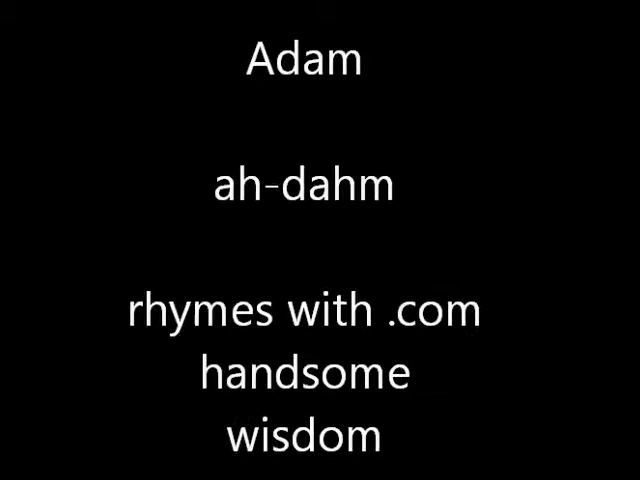 Adam
ah-dahm
rhymes with .com
handsome
wisdom